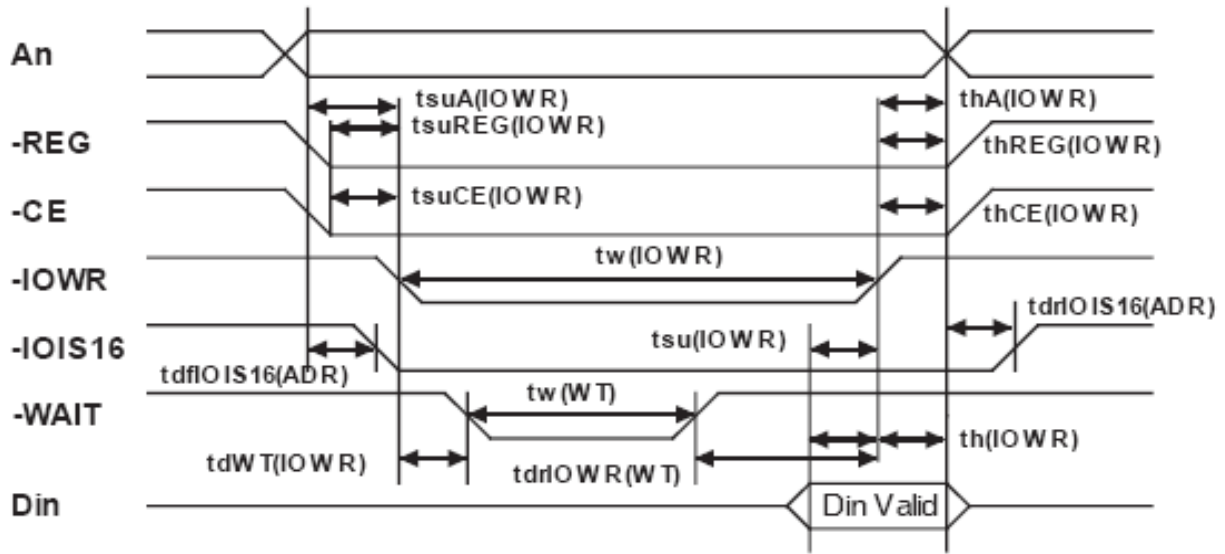 An
tsuA(IOWR)
thA(IOWR)
tsuREG(IOWR)
-REG
thREG(IOWR)
tsuCE(IOWR)
-CE
thCE(IOWR)
tw(IOWR)
-IOWR
tdrIOIS16(ADR)
tsu(IOWR)
-IOIS16
tdfIOIS16(ADR)
tw(WT)
-WAIT
th(IOWR)
tdWT(IOWR)
tdrIOWR(WT)
Din
Din Valid